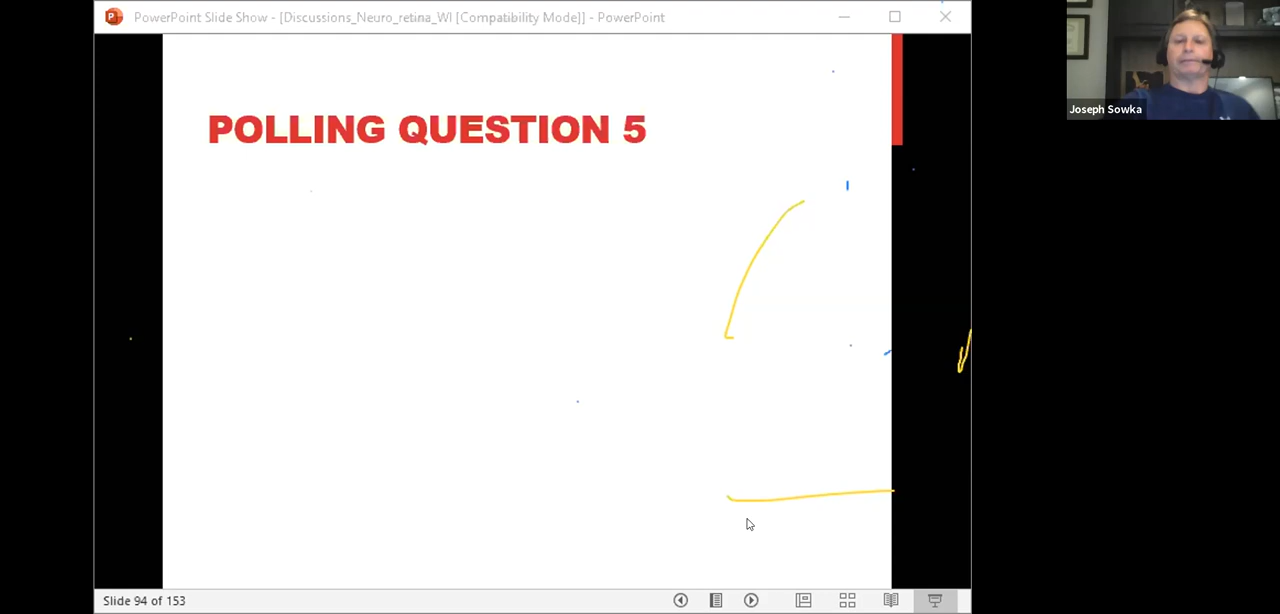 PowerPoint Slide Show - [Discussions_Neuro_retina_WI [Compatibility Mode]] - PowerPoint
Joseph Sowka
POLLING QUESTION 5
Slide 94 of 153